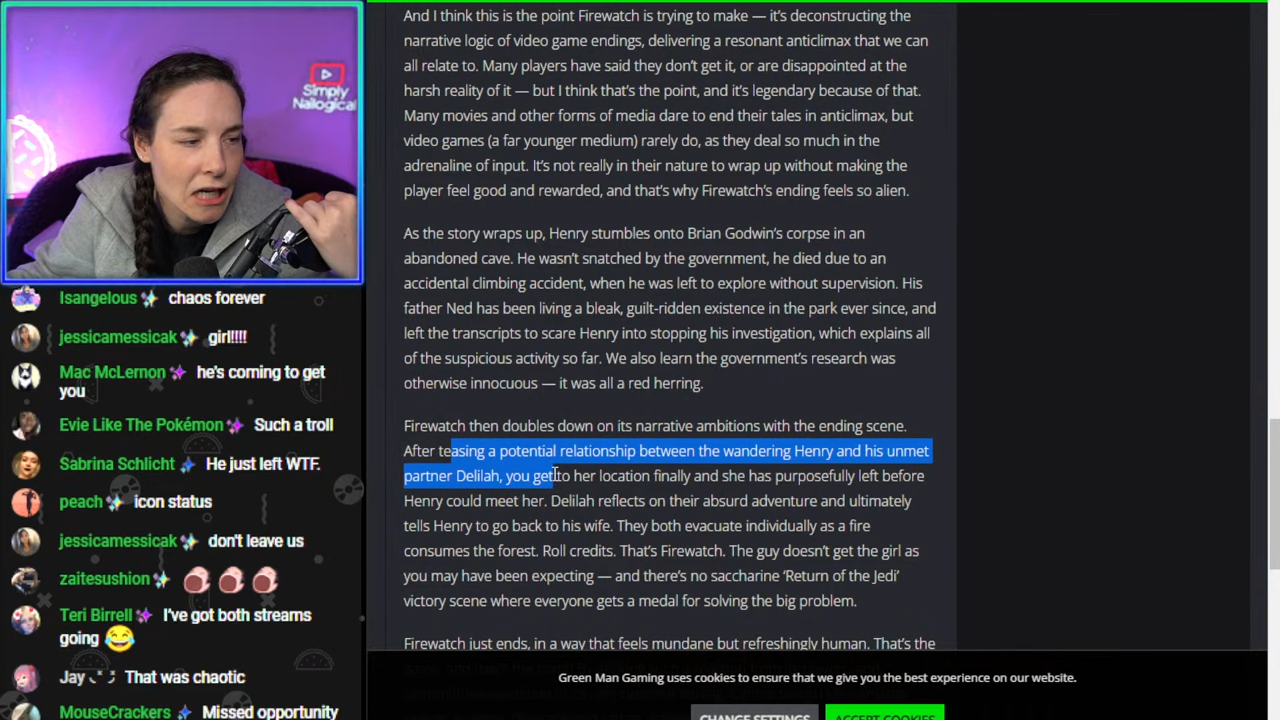 Simply
Nailogical
Isangelous chaos forever
jessicamessicak girl!!!!
Mac McLernon he's coming to get
you
Evie Like The Pokémon Such a troll
Sabrina Schlicht He just left WTF.
peach icon status
jessicamessicak don't leave us
zaitesushion
Teri Birrell I've got both streams
going
Jay That was chaotic
MouseCrackers Missed opportunity
And I think this is the point Firewatch is trying to make — it's deconstructing the
narrative logic of video game endings, delivering a resonant anticlimax that we can
all relate to. Many players have said they don't get it, or are disappointed at the
harsh reality of it — but I think that's the point, and it's legendary because of that.
Many movies and other forms of media dare to end their tales in anticlimax, but
video games (a far younger medium) rarely do, as they deal so much in the
adrenaline of input. It's not really in their nature to wrap up without making the
player feel good and rewarded, and that's why Firewatch's ending feels so alien.
As the story wraps up, Henry stumbles onto Brian Godwin's corpse in an
abandoned cave. He wasn't snatched by the government, he died due to an
accidental climbing accident, when he was left to explore without supervision. His
father Ned has been living a bleak, guilt-ridden existence in the park ever since, and
left the transcripts to scare Henry into stopping his investigation, which explains all
of the suspicious activity so far. We also learn the government's research was
otherwise innocuous — it was all a red herring.
Firewatch then doubles down on its narrative ambitions with the ending scene.
After teasing a potential relationship between the wandering Henry and his unmet
partner Delilah, you get to her location finally and she has purposefully left before
Henry could meet her. Delilah reflects on their absurd adventure and ultimately
tells Henry to go back to his wife. They both evacuate individually as a fire
consumes the forest. Roll credits. That's Firewatch. The guy doesn't get the girl as
you may have been expecting — and there's no saccharine 'Return of the Jedi'
victory scene where everyone gets a medal for solving the big problem.
Firewatch just ends, in a way that feels mundane but refreshingly human. That's the
Green Man Gaming uses cookies to ensure that we give you the best experience on our website.
CHANGE SETTINGS
ACCEPT COOKIES